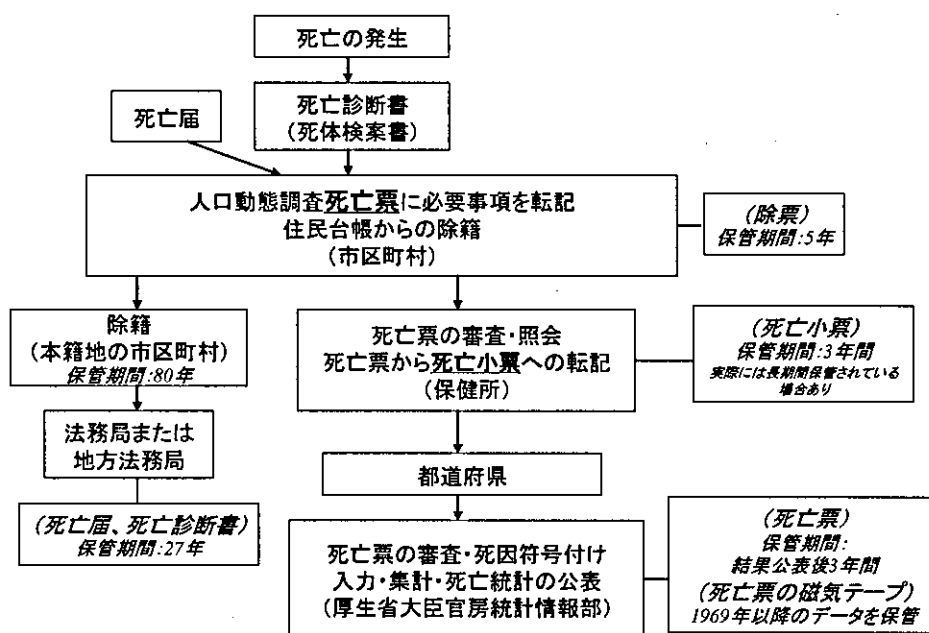 死亡の発生
死亡診断書
(死体検案書)
死亡届
人口動態調査死亡票に必要事項を転記
住民台帳からの除籍
(市区町村)
(除票)
保管期間:5年
除籍
(本籍地の市区町村)
保管期間:80年
死亡票の審査・照会
死亡票から死亡小票への転記
(保健所)
(死亡小票)
保管期間:3年間
実際には長期間保管されている
場合あり
法務局または
地方法務局
都道府県
(死亡届、死亡診断書)
保管期間:27年
死亡票の審査・死因符号付け
入力・集計・死亡統計の公表
(厚生省大臣官房統計情報部)
(死亡票)
保管期間:
結果公表後3年間
(死亡票の磁気テープ)
1969年以降のデータを保管